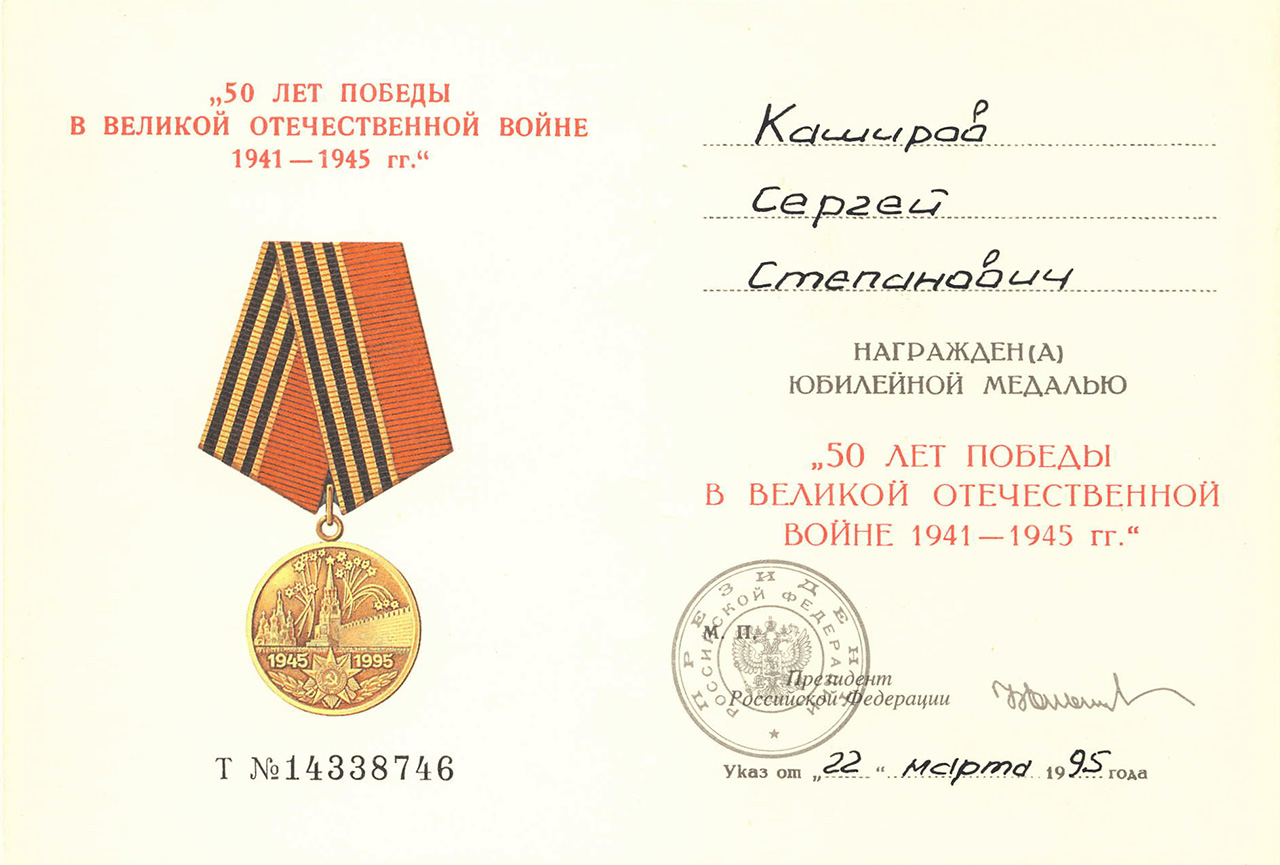 „50 ЛЕТ ПОБЕДЫ
В ВЕЛИКОЙ ОТЕЧЕСТВЕННОЙ ВОЙНЕ
1941—1945 гг.“
1945 1995
Т №14338746
Каширов
Сергей
Степанович
НАГРАЖДЕН(А)
ЮБИЛЕЙНОЙ МЕДАЛЬЮ
„50 ЛЕТ ПОБЕДЫ
В ВЕЛИКОЙ ОТЕЧЕСТВЕННОЙ
ВОЙНЕ 1941—1945 гг.“
ПРЕЗИДЕНТ
РОССИЙСКОЙ ФЕДЕРАЦИИ
М. П.
Президент
Российской Федерации
Указ от „22“ марта 1995 года